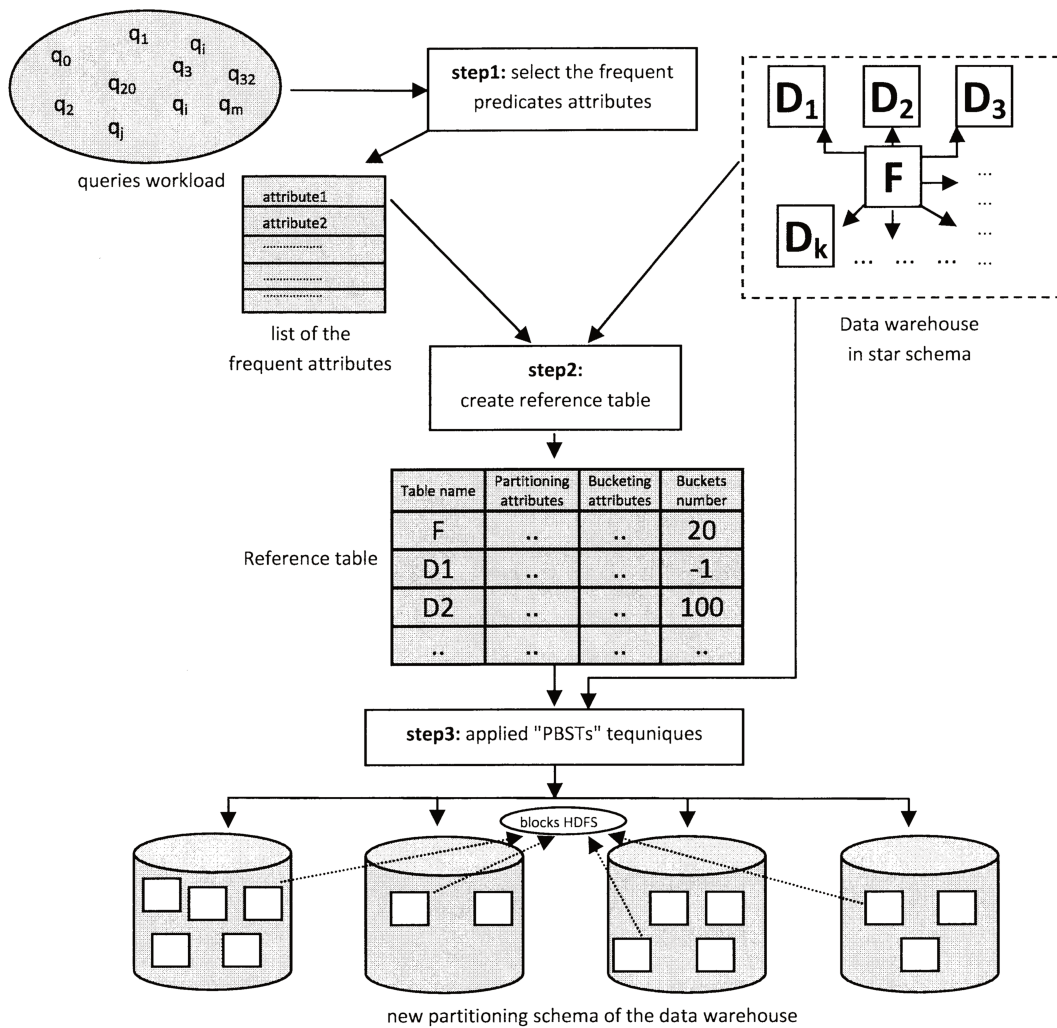 q0
q1
qi
q3
q32
q20
q2
qi
qm
qj
queries workload
step1: select the frequent
predicates attributes
D1
D2
D3
F
...
...
...
Dk
... ... ... ...
Data warehouse
in star schema
attribute1
attribute2
..................
..................
..................
list of the
frequent attributes
step2:
create reference table
Table name Partitioning attributes Bucketing attributes Buckets number
F .. .. 20
D1 .. .. -1
D2 .. .. 100
.. .. .. ..
Reference table
step3: applied "PBSTs" tequniques
blocks HDFS
new partitioning schema of the data warehouse